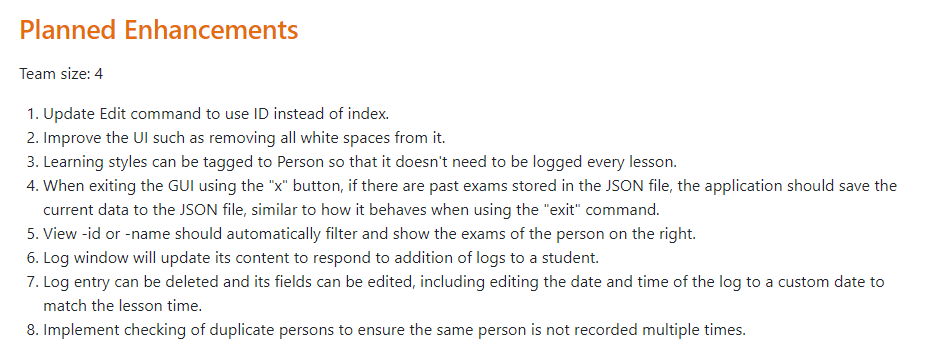 Planned Enhancements
Team size: 4
1. Update Edit command to use ID instead of index.
2. Improve the UI such as removing all white spaces from it.
3. Learning styles can be tagged to Person so that it doesn't need to be logged every lesson.
4. When exiting the GUI using the "x" button, if there are past exams stored in the JSON file, the application should save the
current data to the JSON file, similar to how it behaves when using the "exit" command.
5. View -id or -name should automatically filter and show the exams of the person on the right.
6. Log window will update its content to respond to addition of logs to a student.
7. Log entry can be deleted and its fields can be edited, including editing the date and time of the log to a custom date to
match the lesson time.
8. Implement checking of duplicate persons to ensure the same person is not recorded multiple times.